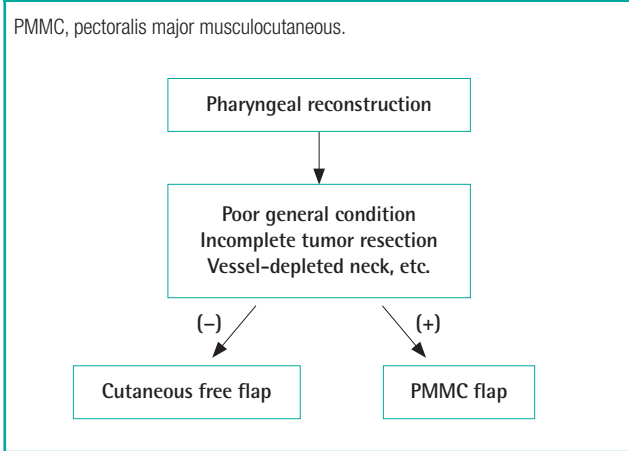 PMMC, pectoralis major musculocutaneous.
Pharyngeal reconstruction
Poor general condition
Incomplete tumor resection
Vessel-depleted neck, etc.
(–)
(+)
Cutaneous free flap
PMMC flap